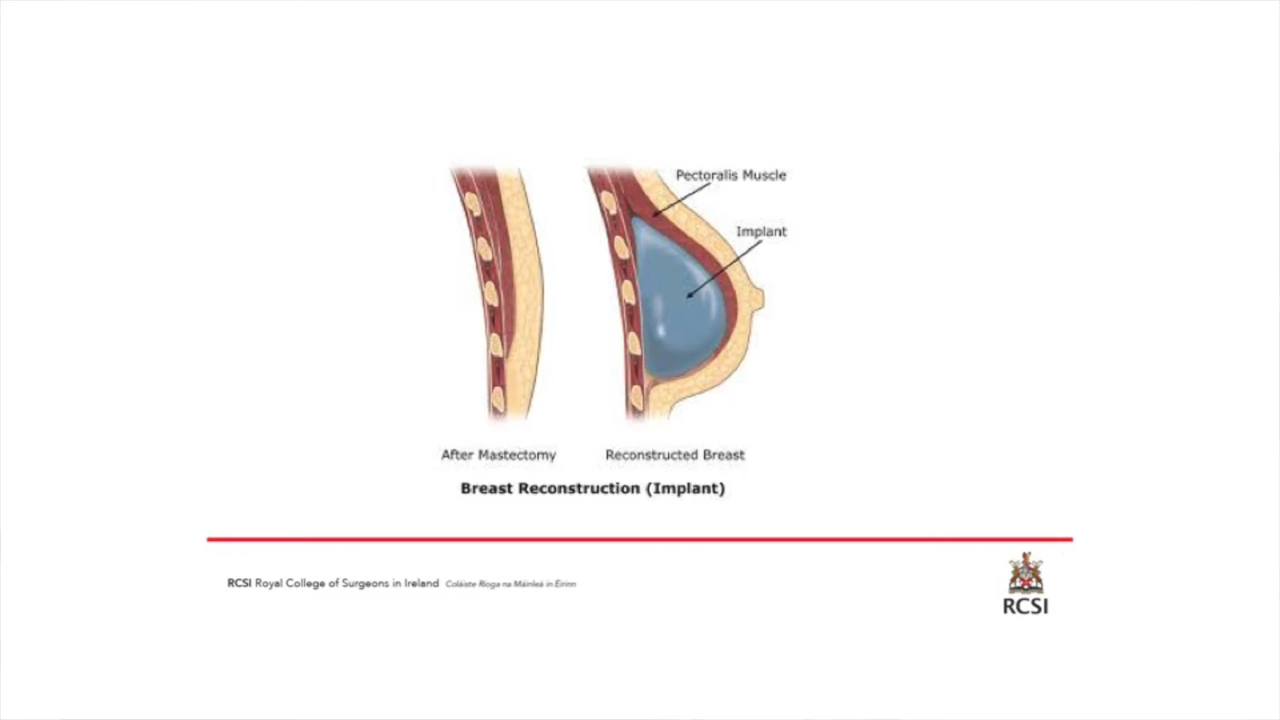 Pectoralis Muscle
Implant
After Mastectomy
Reconstructed Breast
Breast Reconstruction (Implant)
RCSI Royal College of Surgeons in Ireland Coláiste Ríoga na Máinleá in Éirinn
RCSI